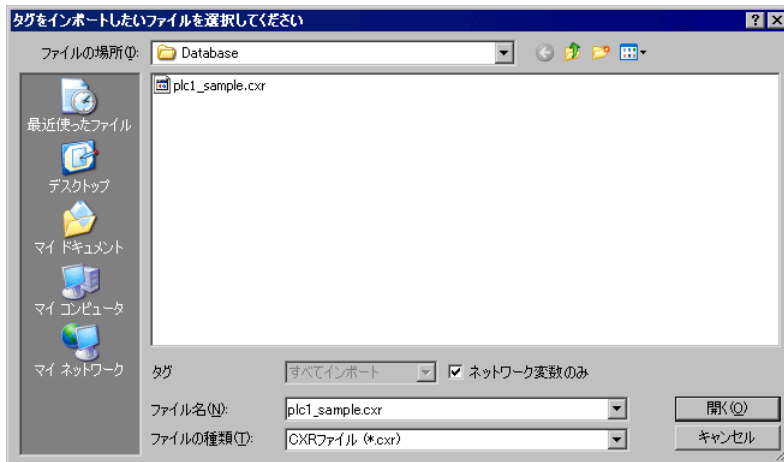 タグをインポートしたいファイルを選択してください
ファイルの場所(I):
Database
plc1_sample.cxr
最近使ったファイル
デスクトップ
マイ ドキュメント
マイ コンピュータ
マイ ネットワーク
タグ
すべてインポート
ネットワーク変数のみ
ファイル名(N):
plc1_sample.cxr
開く(O)
ファイルの種類(T):
CXRファイル (*.cxr)
キャンセル